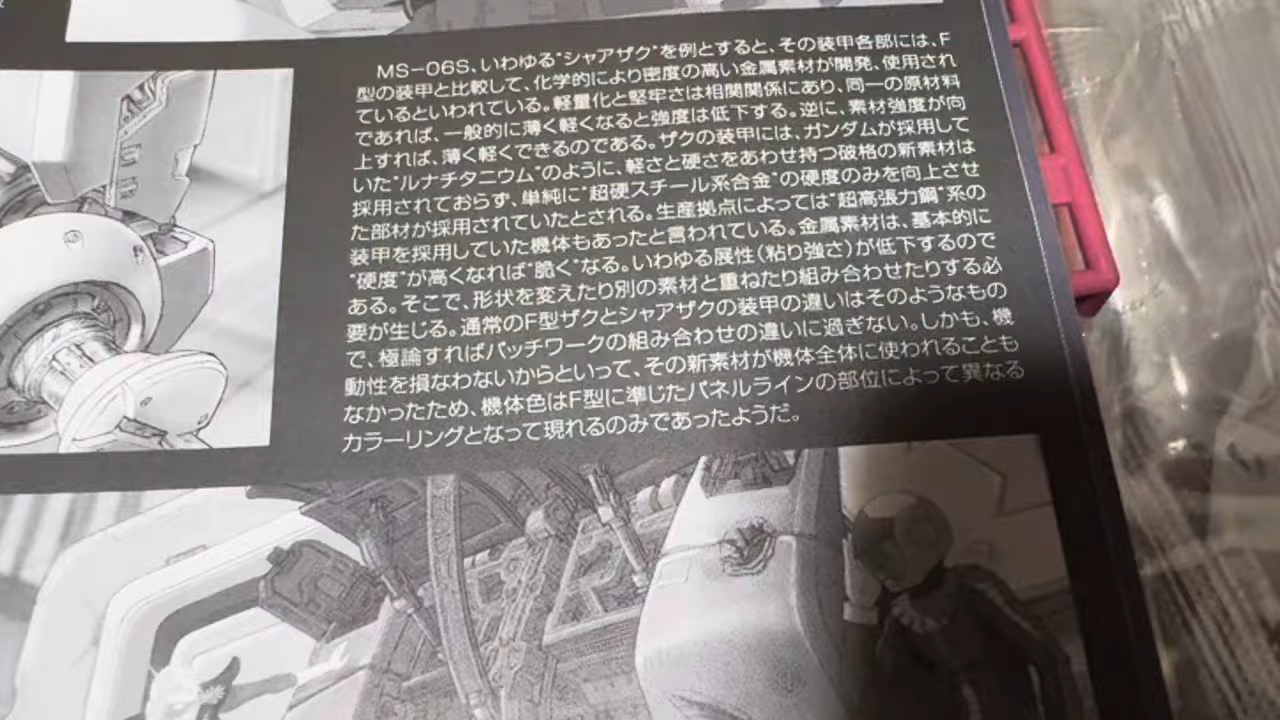 MS-06S、いわゆる"シャアザク"を例とすると、その装甲各部には、F
型の装甲と比較して、化学的により密度の高い金属素材が開発、使用され
ているといわれている。軽量化と堅牢さは相関関係にあり、同一の原材料
であれば、一般的に薄く軽くなると強度は低下する。逆に、素材強度が向
上すれば、薄く軽くできるのである。ザクの装甲には、ガンダムが採用して
いた"ルナチタニウム"のように、軽さと硬さをあわせ持つ破格の新素材は
採用されておらず、単純に"超硬スチール系合金"の硬度のみを向上させ
た部材が採用されていたとされる。生産拠点によっては"超高張力鋼"系の
装甲を採用していた機体もあったと言われている。金属素材は、基本的に
"硬度"が高くなれば"脆く"なる。いわゆる展性(粘り強さ)が低下するので
ある。そこで、形状を変えたり別の素材と重ねたり組み合わせたりする必
要が生じる。通常のF型ザクとシャアザクの装甲の違いはそのようなもの
で、極論すればパッチワークの組み合わせの違いに過ぎない。しかも、機
動性を損なわないからといって、その新素材が機体全体に使われることも
なかったため、機体色はF型に準じたパネルラインの部位によって異なる
カラーリングとなって現れるのみであったようだ。